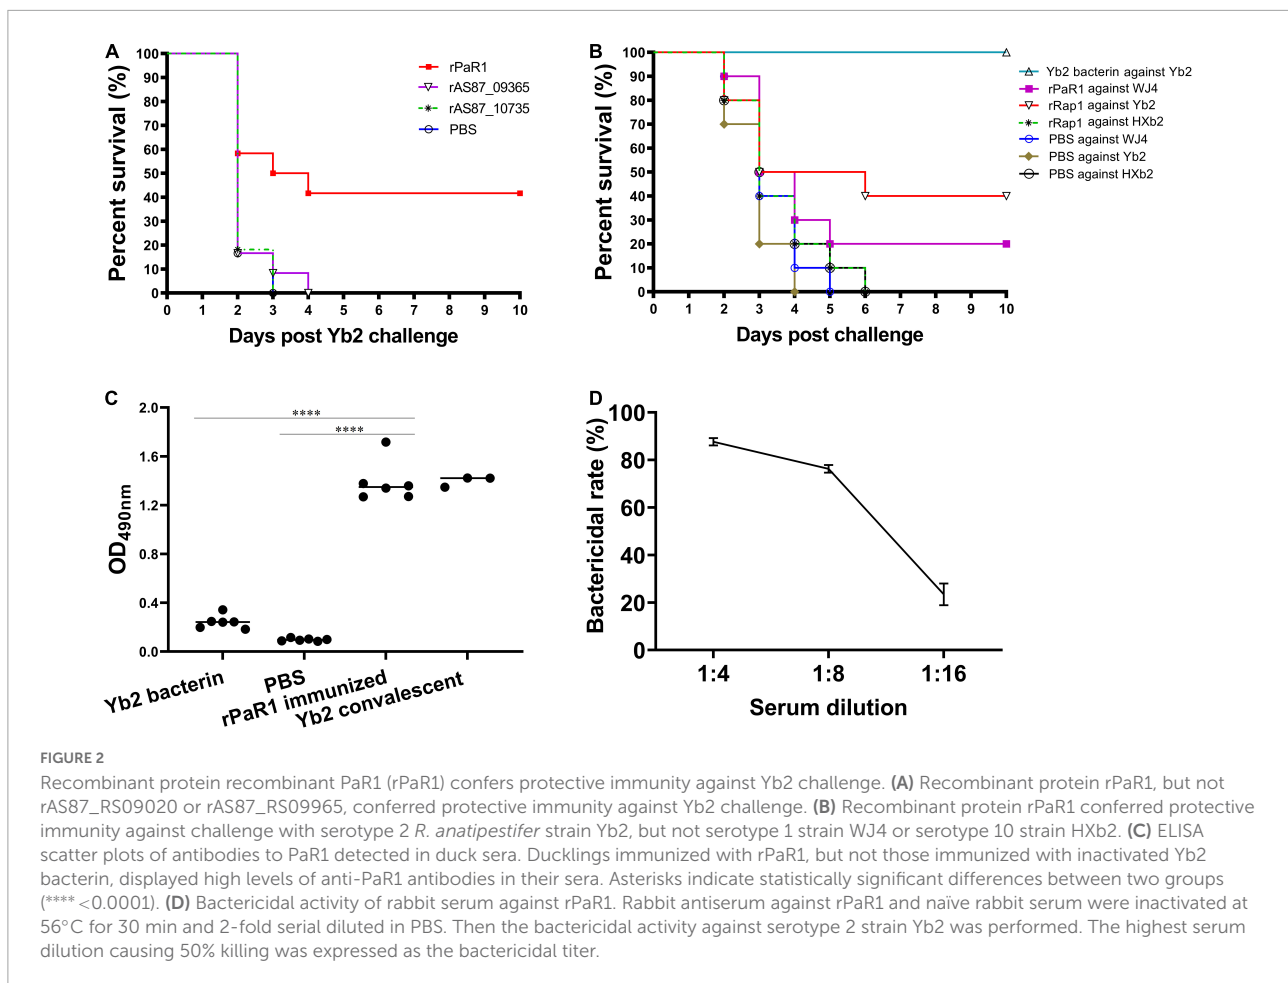 A
Percent survival (%)
100
90
80
70
60
50
40
30
20
10
0
0 1 2 3 4 5 6 7 8 9 10
Days post Yb2 challenge
rPaR1
rAS87_09365
rAS87_10735
PBS
B
Percent survival (%)
100
90
80
70
60
50
40
30
20
10
0
0 1 2 3 4 5 6 7 8 9 10
Days post challenge
Yb2 bacterin against Yb2
rPaR1 against WJ4
rRap1 against Yb2
rRap1 against HXb2
PBS against WJ4
PBS against Yb2
PBS against HXb2
C
OD490nm
2.0
1.6
1.2
0.8
0.4
0.0
****
****
Yb2 bacterin
PBS
rPaR1 immunized
Yb2 convalescent
D
Bactericidal rate (%)
100
80
60
40
20
0
1:4 1:8 1:16
Serum dilution
FIGURE 2
Recombinant protein recombinant PaR1 (rPaR1) confers protective immunity against Yb2 challenge. (A) Recombinant protein rPaR1, but not
rAS87_RS09020 or rAS87_RS09965, conferred protective immunity against Yb2 challenge. (B) Recombinant protein rPaR1 conferred protective
immunity against challenge with serotype 2 R. anatipestifer strain Yb2, but not serotype 1 strain WJ4 or serotype 10 strain HXb2. (C) ELISA
scatter plots of antibodies to PaR1 detected in duck sera. Ducklings immunized with rPaR1, but not those immunized with inactivated Yb2
bacterin, displayed high levels of anti-PaR1 antibodies in their sera. Asterisks indicate statistically significant differences between two groups
(**** <0.0001). (D) Bactericidal activity of rabbit serum against rPaR1. Rabbit antiserum against rPaR1 and naïve rabbit serum were inactivated at
56°C for 30 min and 2-fold serial diluted in PBS. Then the bactericidal activity against serotype 2 strain Yb2 was performed. The highest serum
dilution causing 50% killing was expressed as the bactericidal titer.